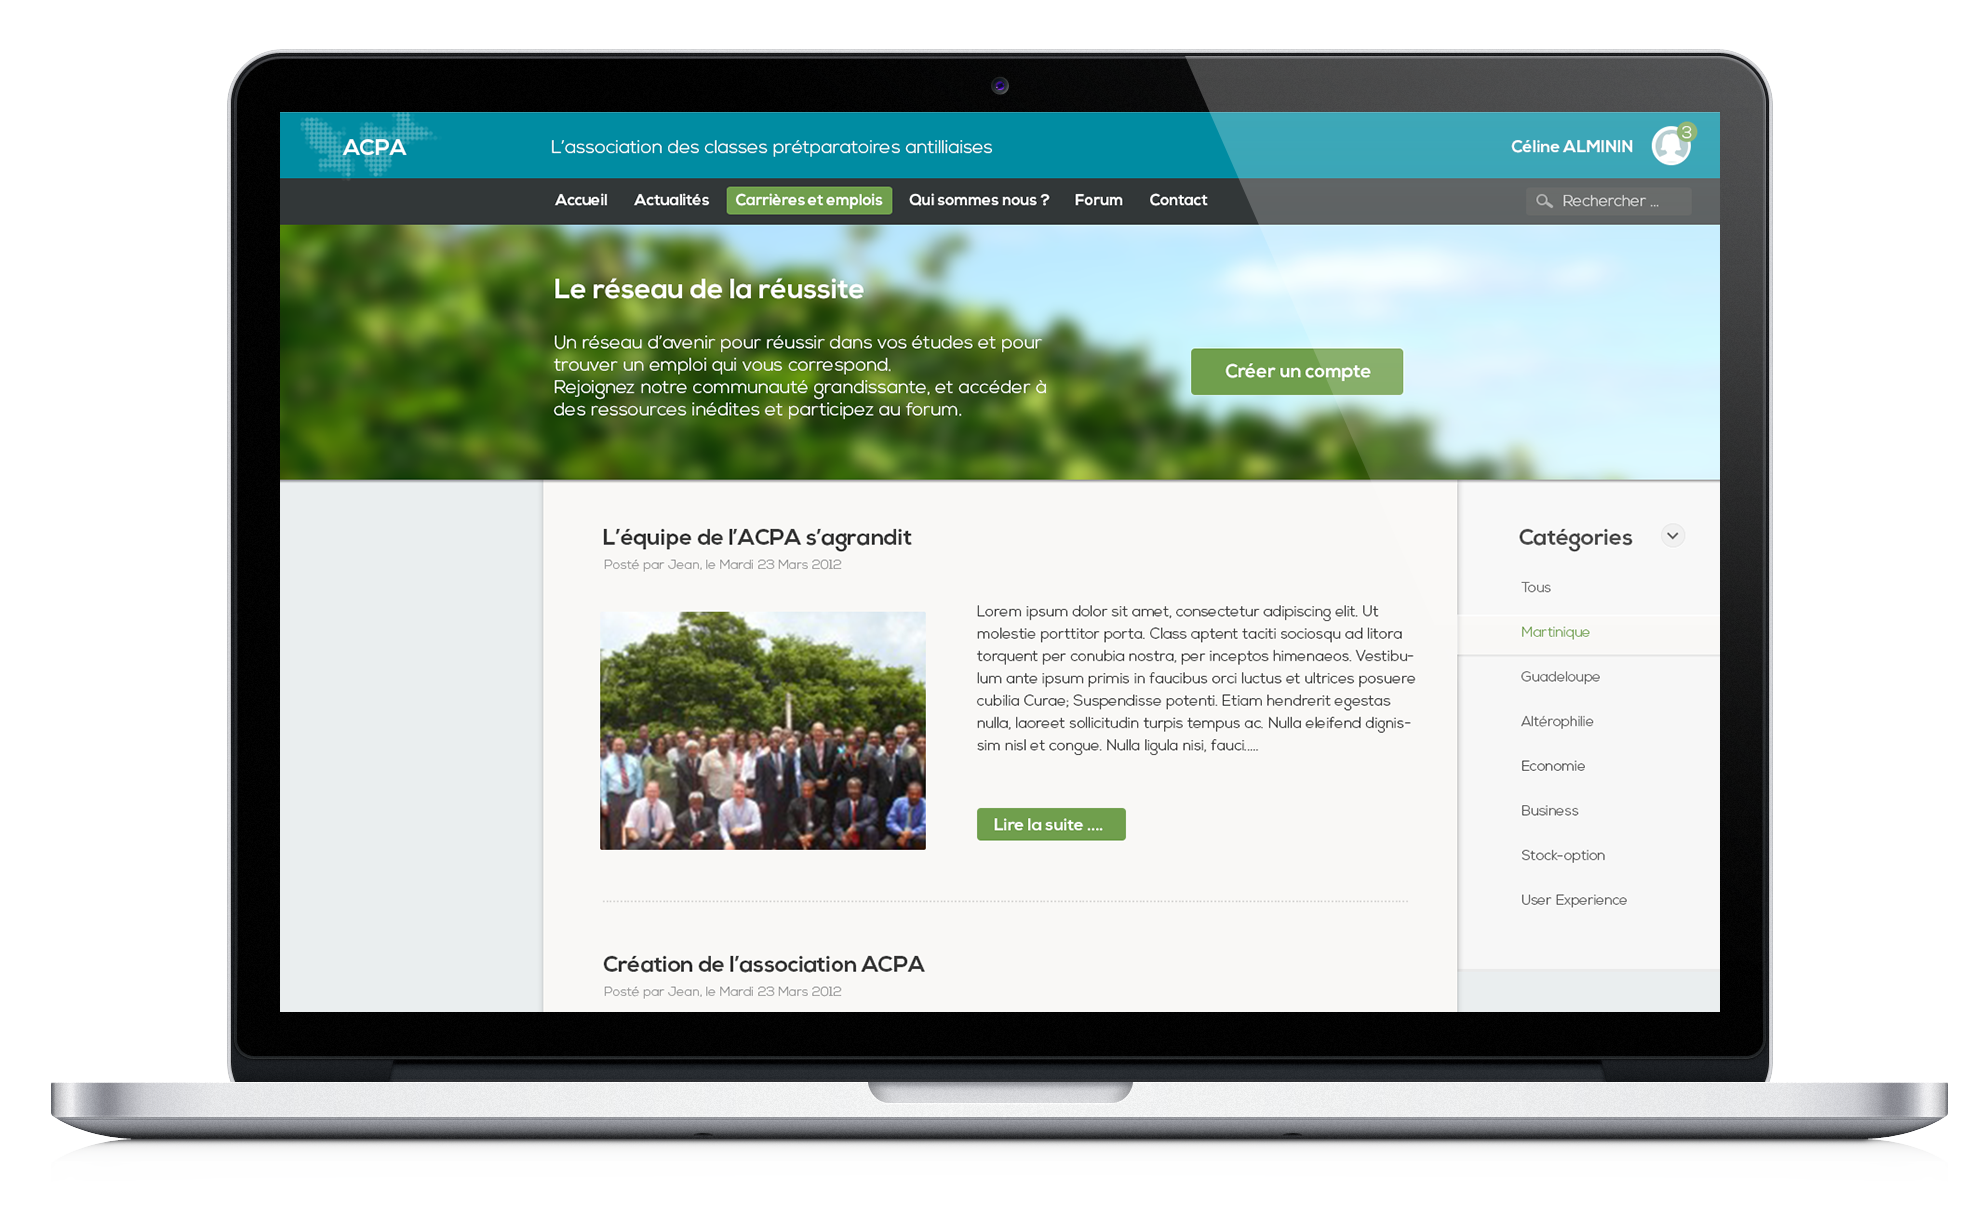 ACPA
L'association des classes prétparatoires antilliaises
Céline ALMININ
3
Accueil
Actualités
Carrières et emplois
Qui sommes nous ?
Forum
Contact
Rechercher ...
Le réseau de la réussite
Un réseau d'avenir pour réussir dans vos études et pour
trouver un emploi qui vous correspond.
Rejoignez notre communauté grandissante, et accéder à
des ressources inédites et participez au forum.
Créer un compte
L'équipe de l'ACPA s'agrandit
Posté par Jean, le Mardi 23 Mars 2012
Lorem ipsum dolor sit amet, consectetur adipiscing elit. Ut
molestie porttitor porta. Class aptent taciti sociosqu ad litora
torquent per conubia nostra, per inceptos himenaeos. Vestibu-
lum ante ipsum primis in faucibus orci luctus et ultrices posuere
cubilia Curae; Suspendisse potenti. Etiam hendrerit egestas
nulla, laoreet sollicitudin turpis tempus ac. Nulla eleifend dignis-
sim nisl et congue. Nulla ligula nisi, fauci.....
Lire la suite ....
Création de l'association ACPA
Posté par Jean, le Mardi 23 Mars 2012
Catégories
Tous
Martinique
Guadeloupe
Altérophilie
Economie
Business
Stock-option
User Experience